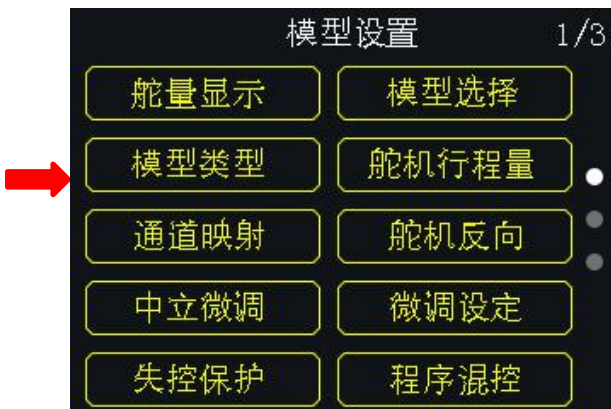 模型设置 1/3
舵量显示 模型选择
模型类型 舵机行程量
通道映射 舵机反向
中立微调 微调设定
失控保护 程序混控